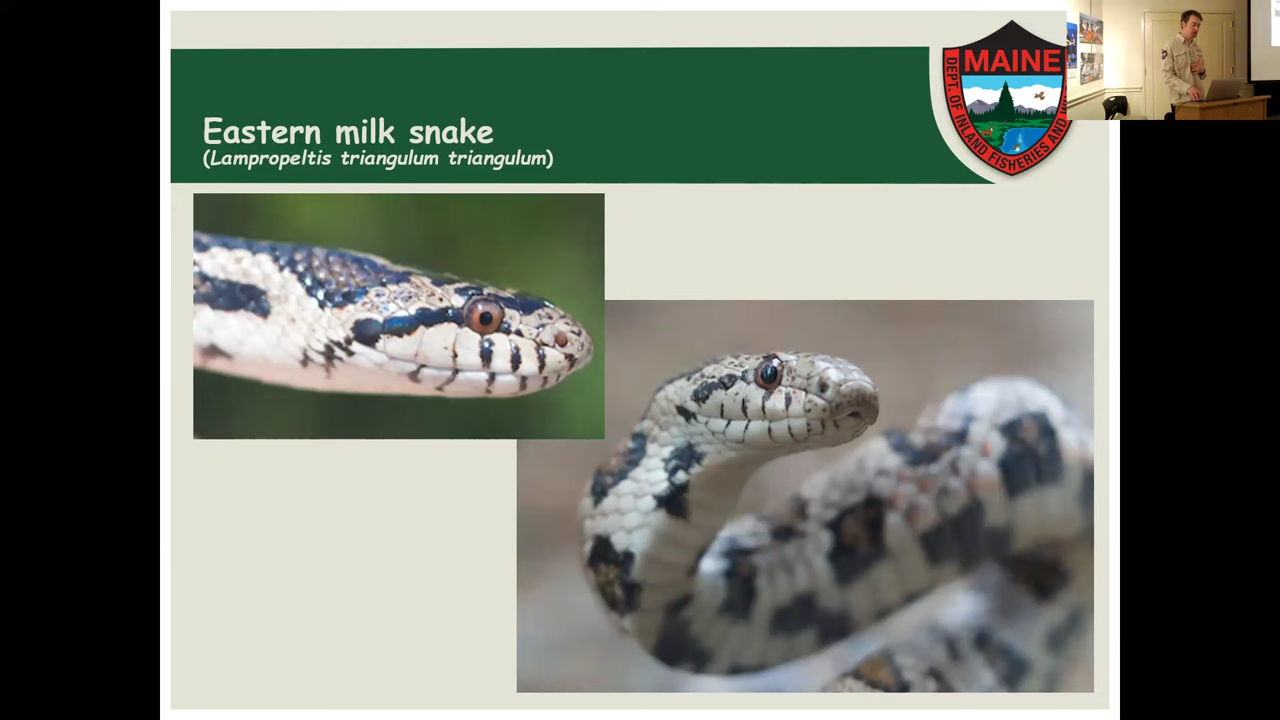 Eastern milk snake
(Lampropeltis triangulum triangulum)
MAINE
DEPT. OF INLAND FISHERIES AND